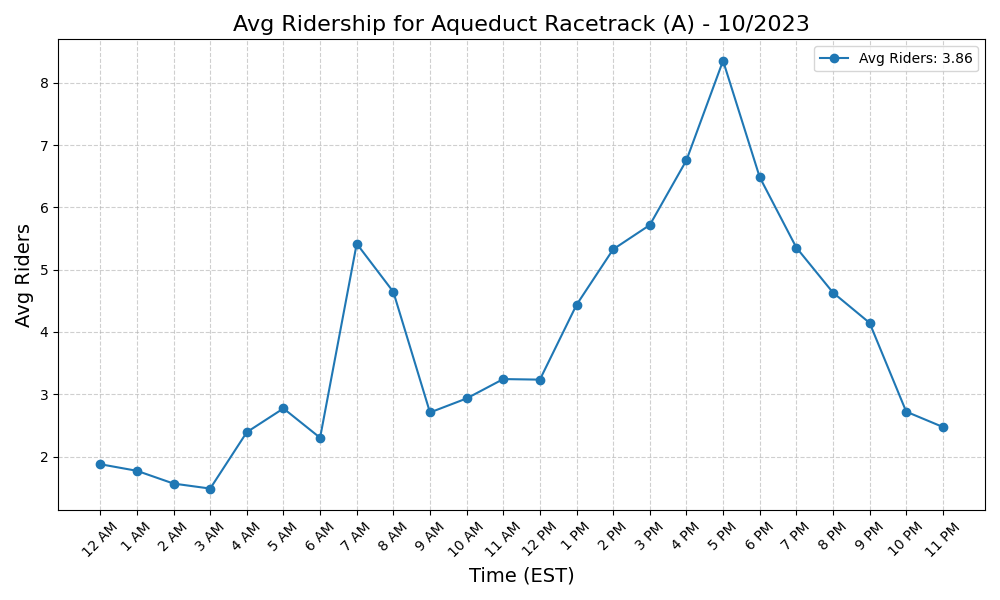 Avg Ridership for Aqueduct Racetrack (A) - 10/2023
Avg Riders: 3.86
Avg Riders
8
7
6
5
4
3
2
12 AM
1 AM
2 AM
3 AM
4 AM
5 AM
6 AM
7 AM
8 AM
9 AM
10 AM
11 AM
12 PM
1 PM
2 PM
3 PM
4 PM
5 PM
6 PM
7 PM
8 PM
9 PM
10 PM
11 PM
Time (EST)